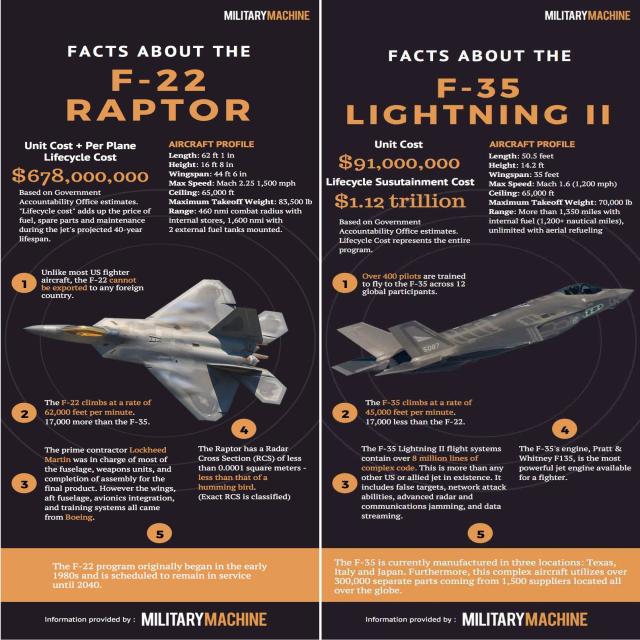 MILITARYMACHINE
FACTS ABOUT THE
F-22
RAPTOR
Unit Cost + Per Plane
Lifecycle Cost
$678,000,000
Based on Government
Accountability Office estimates.
"Lifecycle cost" adds up the price of
fuel, spare parts and maintenance
during the jet's projected 40-year
lifespan.
AIRCRAFT PROFILE
Length: 62 ft 1 in
Height: 16 ft 8 in
Wingspan: 44 ft 6 in
Max Speed: Mach 2.25 1,500 mph
Ceiling: 65,000 ft
Maximum Takeoff Weight: 83,500 lb
Range: 460 nmi combat radius with
internal stores, 1,600 nmi with
2 external fuel tanks mounted.
1
Unlike most US fighter
aircraft, the F-22 cannot
be exported to any foreign
country.
2
The F-22 climbs at a rate of
62,000 feet per minute.
17,000 more than the F-35.
3
The prime contractor Lockheed
Martin was in charge of most of
the fuselage, weapons units, and
completion of assembly for the
final product. However the wings,
aft fuselage, avionics integration,
and training systems all came
from Boeing.
4
The Raptor has a Radar
Cross Section (RCS) of less
than 0.0001 square meters -
less than that of a
humming bird.
(Exact RCS is classified)
5
The F-22 program originally began in the early
1980s and is scheduled to remain in service
until 2040.
Information provided by : MILITARYMACHINE
MILITARYMACHINE
FACTS ABOUT THE
F-35
LIGHTNING II
Unit Cost
$91,000,000
Lifecycle Susutainment Cost
$1.12 trillion
Based on Government
Accountability Office estimates.
Lifecycle Cost represents the entire
program.
AIRCRAFT PROFILE
Length: 50.5 feet
Height: 14.2 ft
Wingspan: 35 feet
Max Speed: Mach 1.6 (1,200 mph)
Ceiling: 65,000 ft
Maximum Takeoff Weight: 70,000 lb
Range: More than 1,350 miles with
internal fuel (1,200+ nautical miles),
unlimited with aerial refueling
1
Over 400 pilots are trained
to fly to the F-35 across 12
global participants.
5087
2
The F-35 climbs at a rate of
45,000 feet per minute.
17,000 less than the F-22.
3
The F-35 Lightning II flight systems
contain over 8 million lines of
complex code. This is more than any
other US or allied jet in existence. It
includes false targets, network attack
abilities, advanced radar and
communications jamming, and data
streaming.
4
The F-35's engine, Pratt &
Whitney F135, is the most
powerful jet engine available
for a fighter.
5
The F-35 is currently manufactured in three locations: Texas,
Italy and Japan. Furthermore, this complex aircraft utilizes over
300,000 separate parts coming from 1,500 suppliers located all
over the globe.
Information provided by : MILITARYMACHINE